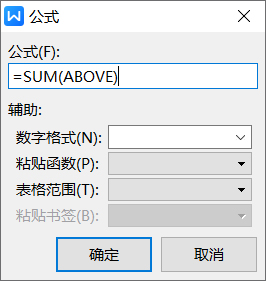 公式
公式(F):
=SUM(ABOVE)
辅助:
数字格式(N):
粘贴函数(P):
表格范围(T):
粘贴书签(B):
确定 取消